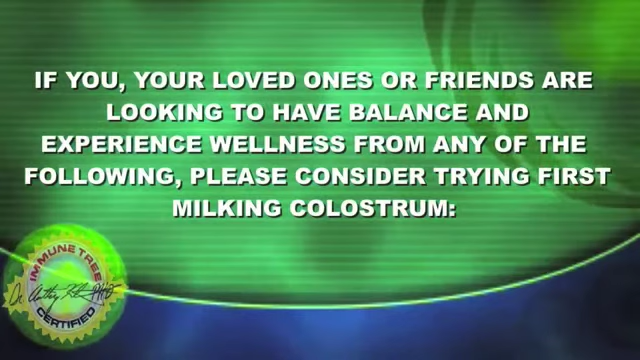 IF YOU, YOUR LOVED ONES OR FRIENDS ARE
LOOKING TO HAVE BALANCE AND
EXPERIENCE WELLNESS FROM ANY OF THE
FOLLOWING, PLEASE CONSIDER TRYING FIRST
MILKING COLOSTRUM:
IMMUNE TREE
CERTIFIED